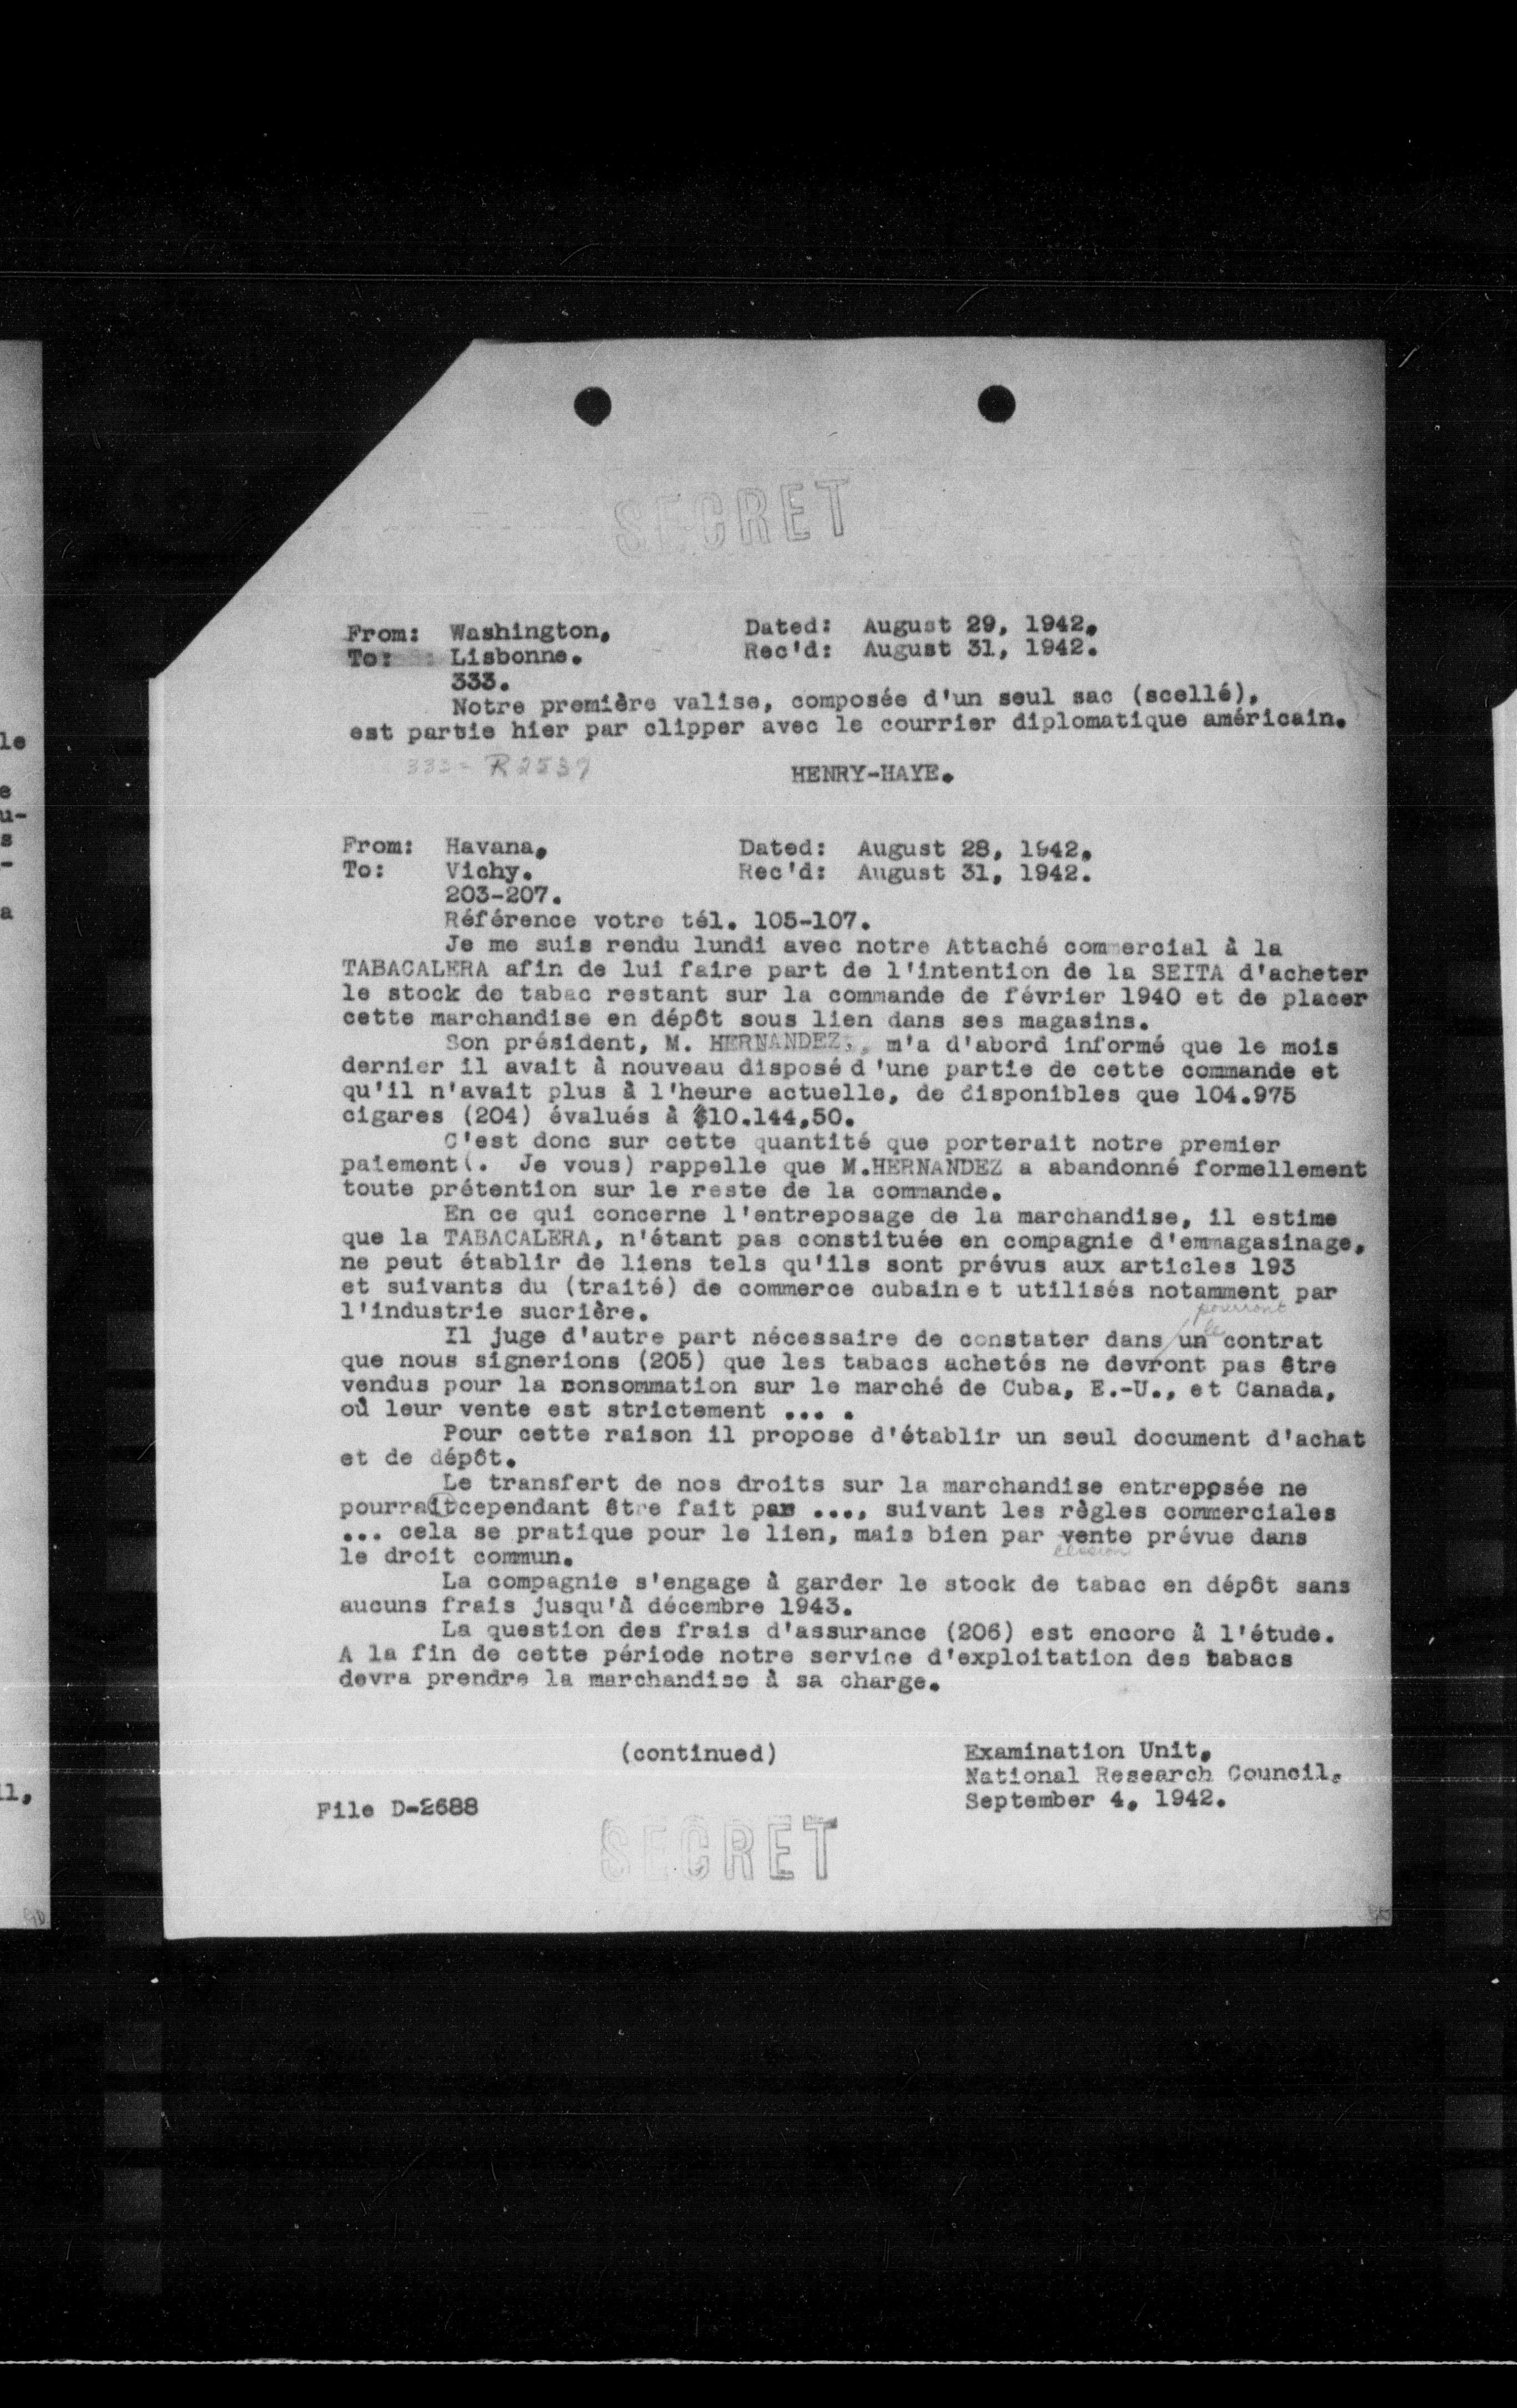 SECRET
From: Washington. Dated: August 29, 1942.
To: Lisbonne. Rec'd: August 31, 1942.
333.
Notre première valise, composée d'un seul sac (scellé),
est partie hier par clipper avec le courrier diplomatique américain.
333 = R2539
HENRY-HAYE.
From: Havana. Dated: August 28, 1942.
To: Vichy. Rec'd: August 31, 1942.
203-207.
Référence votre tél. 105-107.
Je me suis rendu lundi avec notre Attaché commercial à la
TABACALERA afin de lui faire part de l'intention de la SEITA d'acheter
le stock de tabac restant sur la commande de février 1940 et de placer
cette marchandise en dépôt sous lien dans ses magasins.
Son président, M. HERNANDEZ, m'a d'abord informé que le mois
dernier il avait à nouveau disposé d'une partie de cette commande et
qu'il n'avait plus à l'heure actuelle, de disponibles que 104.975
cigares (204) évalués à $10.144,50.
C'est donc sur cette quantité que porterait notre premier
paiement(. Je vous) rappelle que M.HERNANDEZ a abandonné formellement
toute prétention sur le reste de la commande.
En ce qui concerne l'entreposage de la marchandise, il estime
que la TABACALERA, n'étant pas constituée en compagnie d'emmagasinage,
ne peut établir de liens tels qu'ils sont prévus aux articles 193
et suivants du (traité) de commerce cubain e t utilisés notamment par
l'industrie sucrière.
pourront
le
Il juge d'autre part nécessaire de constater dans un contrat
que nous signerions (205) que les tabacs achetés ne devront pas être
vendus pour la consommation sur le marché de Cuba, E.-U., et Canada,
où leur vente est strictement ... .
Pour cette raison il propose d'établir un seul document d'achat
et de dépôt.
Le transfert de nos droits sur la marchandise entreposée ne
pourraitcependant être fait par ..., suivant les règles commerciales
... cela se pratique pour le lien, mais bien par vente prévue dans
cession
le droit commun.
La compagnie s'engage à garder le stock de tabac en dépôt sans
aucuns frais jusqu'à décembre 1943.
La question des frais d'assurance (206) est encore à l'étude.
A la fin de cette période notre service d'exploitation des tabacs
devra prendre la marchandise à sa charge.
(continued)
Examination Unit,
National Research Council.
September 4, 1942.
File D-2688
SECRET
le
e
u-
s
-
a
11,